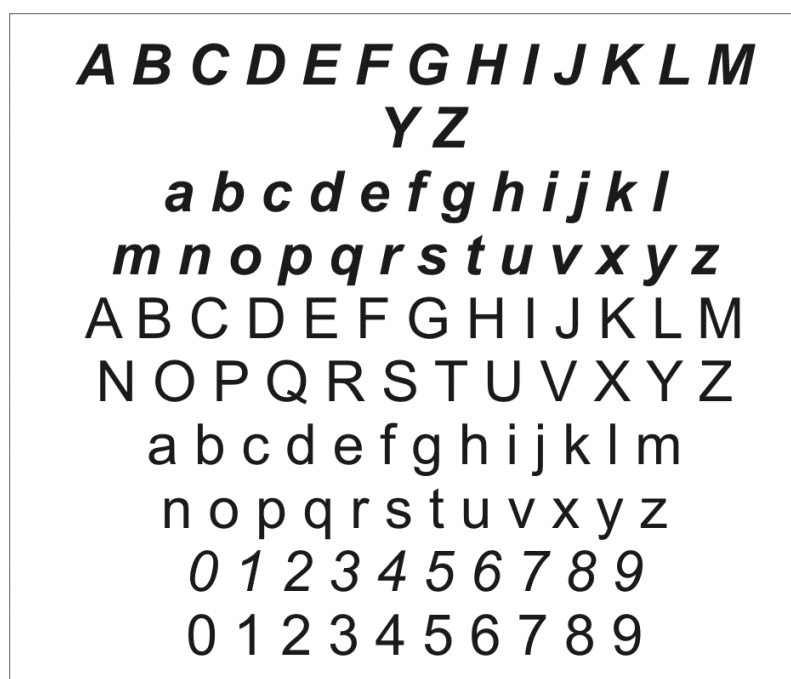 A B C D E F G H I J K L M
Y Z
a b c d e f g h i j k l
m n o p q r s t u v x y z
A B C D E F G H I J K L M
N O P Q R S T U V X Y Z
a b c d e f g h i j k l m
n o p q r s t u v x y z
0 1 2 3 4 5 6 7 8 9
0 1 2 3 4 5 6 7 8 9